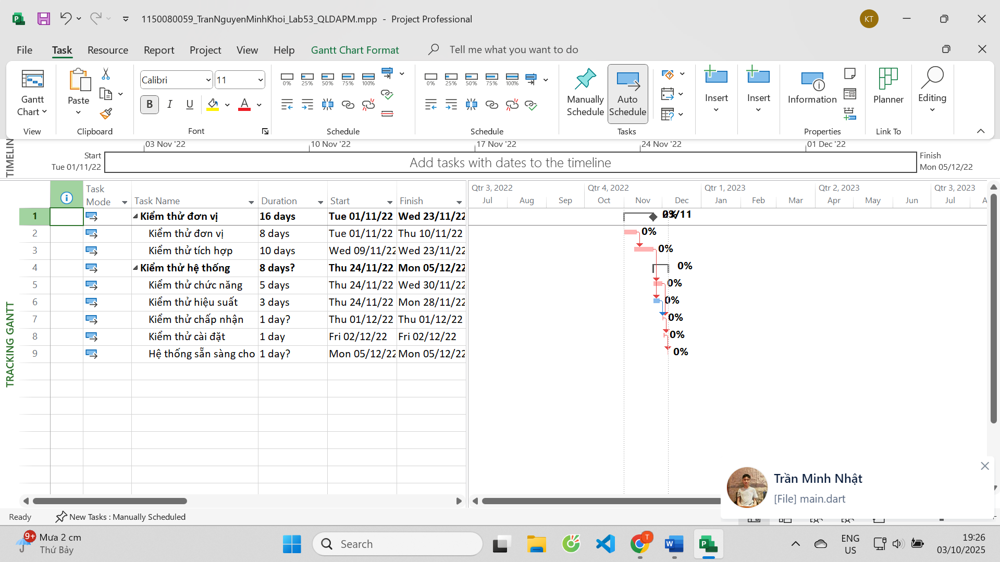 1150080059_TranNguyenMinhKhoi_Lab53_QLDAPM.mpp - Project Professional
KT
File Task Resource Report Project View Help Gantt Chart Format Tell me what you want to do
Gantt Chart
View
Paste
Clipboard
Calibri 11
B I U A
Font
0% 25% 50% 75% 100%
Schedule
0% 25% 50% 75% 100%
Schedule
Manually Schedule
Auto Schedule
Tasks
Insert
Insert
Information
Properties
Planner
Link To
Editing
TIMELIN
03 Nov '22 10 Nov '22 17 Nov '22 24 Nov '22 01 Dec '22
Start
Tue 01/11/22
Add tasks with dates to the timeline
Finish
Mon 05/12/22
TRACKING GANTT
Task Mode Task Name Duration Start Finish
Qtr 3, 2022 Qtr 4, 2022 Qtr 1, 2023 Qtr 2, 2023 Qtr 3, 2023
Jul Aug Sep Oct Nov Dec Jan Feb Mar Apr May Jun Jul A
1 Kiểm thử đơn vị 16 days Tue 01/11/22 Wed 23/11/22
2 Kiểm thử đơn vị 8 days Tue 01/11/22 Thu 10/11/22 0%
3 Kiểm thử tích hợp 10 days Wed 09/11/22 Wed 23/11/22 0%
4 Kiểm thử hệ thống 8 days? Thu 24/11/22 Mon 05/12/22 0%
5 Kiểm thử chức năng 5 days Thu 24/11/22 Wed 30/11/22 0%
6 Kiểm thử hiệu suất 3 days Thu 24/11/22 Mon 28/11/22 0%
7 Kiểm thử chấp nhận 1 day? Thu 01/12/22 Thu 01/12/22 0%
8 Kiểm thử cài đặt 1 day Fri 02/12/22 Fri 02/12/22 0%
9 Hệ thống sẵn sàng cho 1 day? Mon 05/12/22 Mon 05/12/22 0%
Trần Minh Nhật
[File] main.dart
Ready New Tasks : Manually Scheduled
9+ Mưa 2 cm
Thứ Bảy
Search
T
ENG
US
19:26
03/10/2025